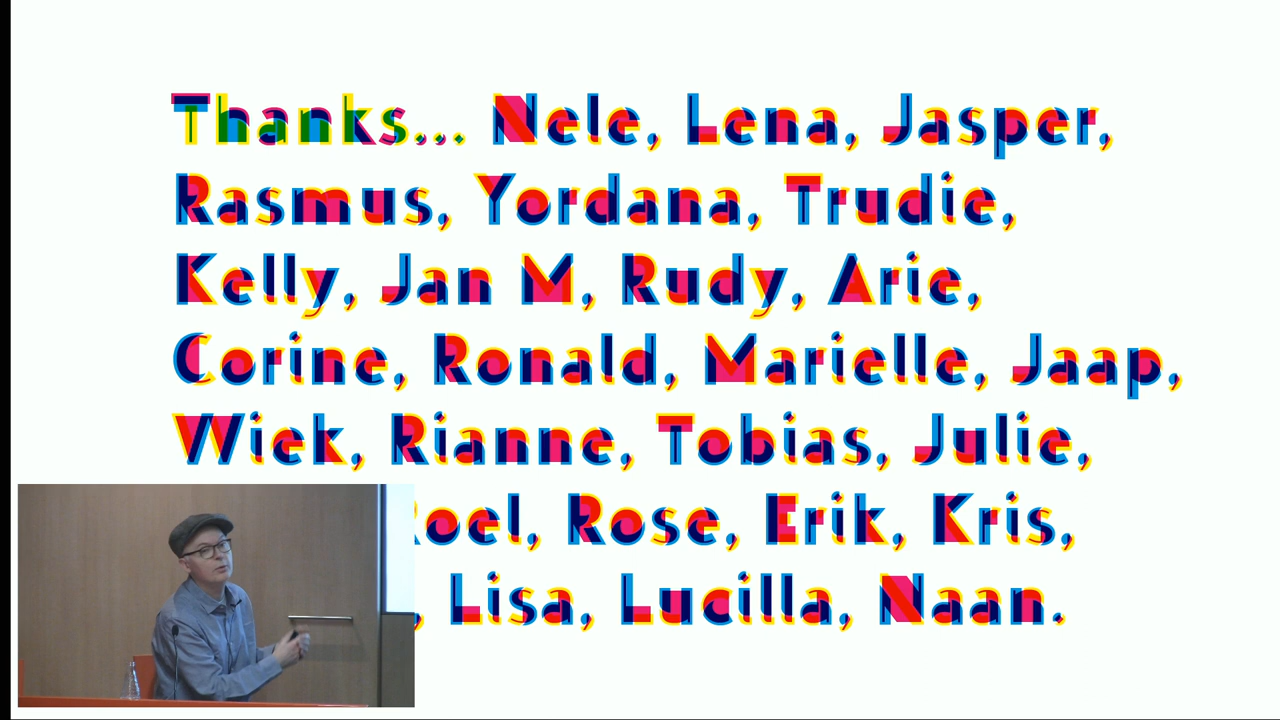 Thanks... Nele, Lena, Jasper,
Rasmus, Yordana, Trudie,
Kelly, Jan M, Rudy, Arie,
Corine, Ronald, Marielle, Jaap,
Wiek, Rianne, Tobias, Julie,
Roel, Rose, Erik, Kris,
, Lisa, Lucilla, Naan.